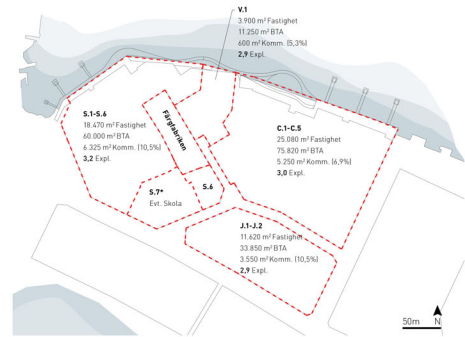 V.1
3.900 m² Fastighet
11.250 m² BTA
600 m² Komm. (5,3%)
2,9 Expl.
S.1-S.6
18.470 m² Fastighet
60.000 m² BTA
6.325 m² Komm. (10,5%)
3,2 Expl.
Färgfabriken
C.1-C.5
25.080 m² Fastighet
75.820 m² BTA
5 250 m² Komm. (6,9%)
3,0 Expl.
S.7*
Evt. Skola
S.6
J.1-J.2
11.620 m² Fastighet
33.850 m² BTA
3.550 m² Komm. (10,5%)
2,9 Expl.
50m
N